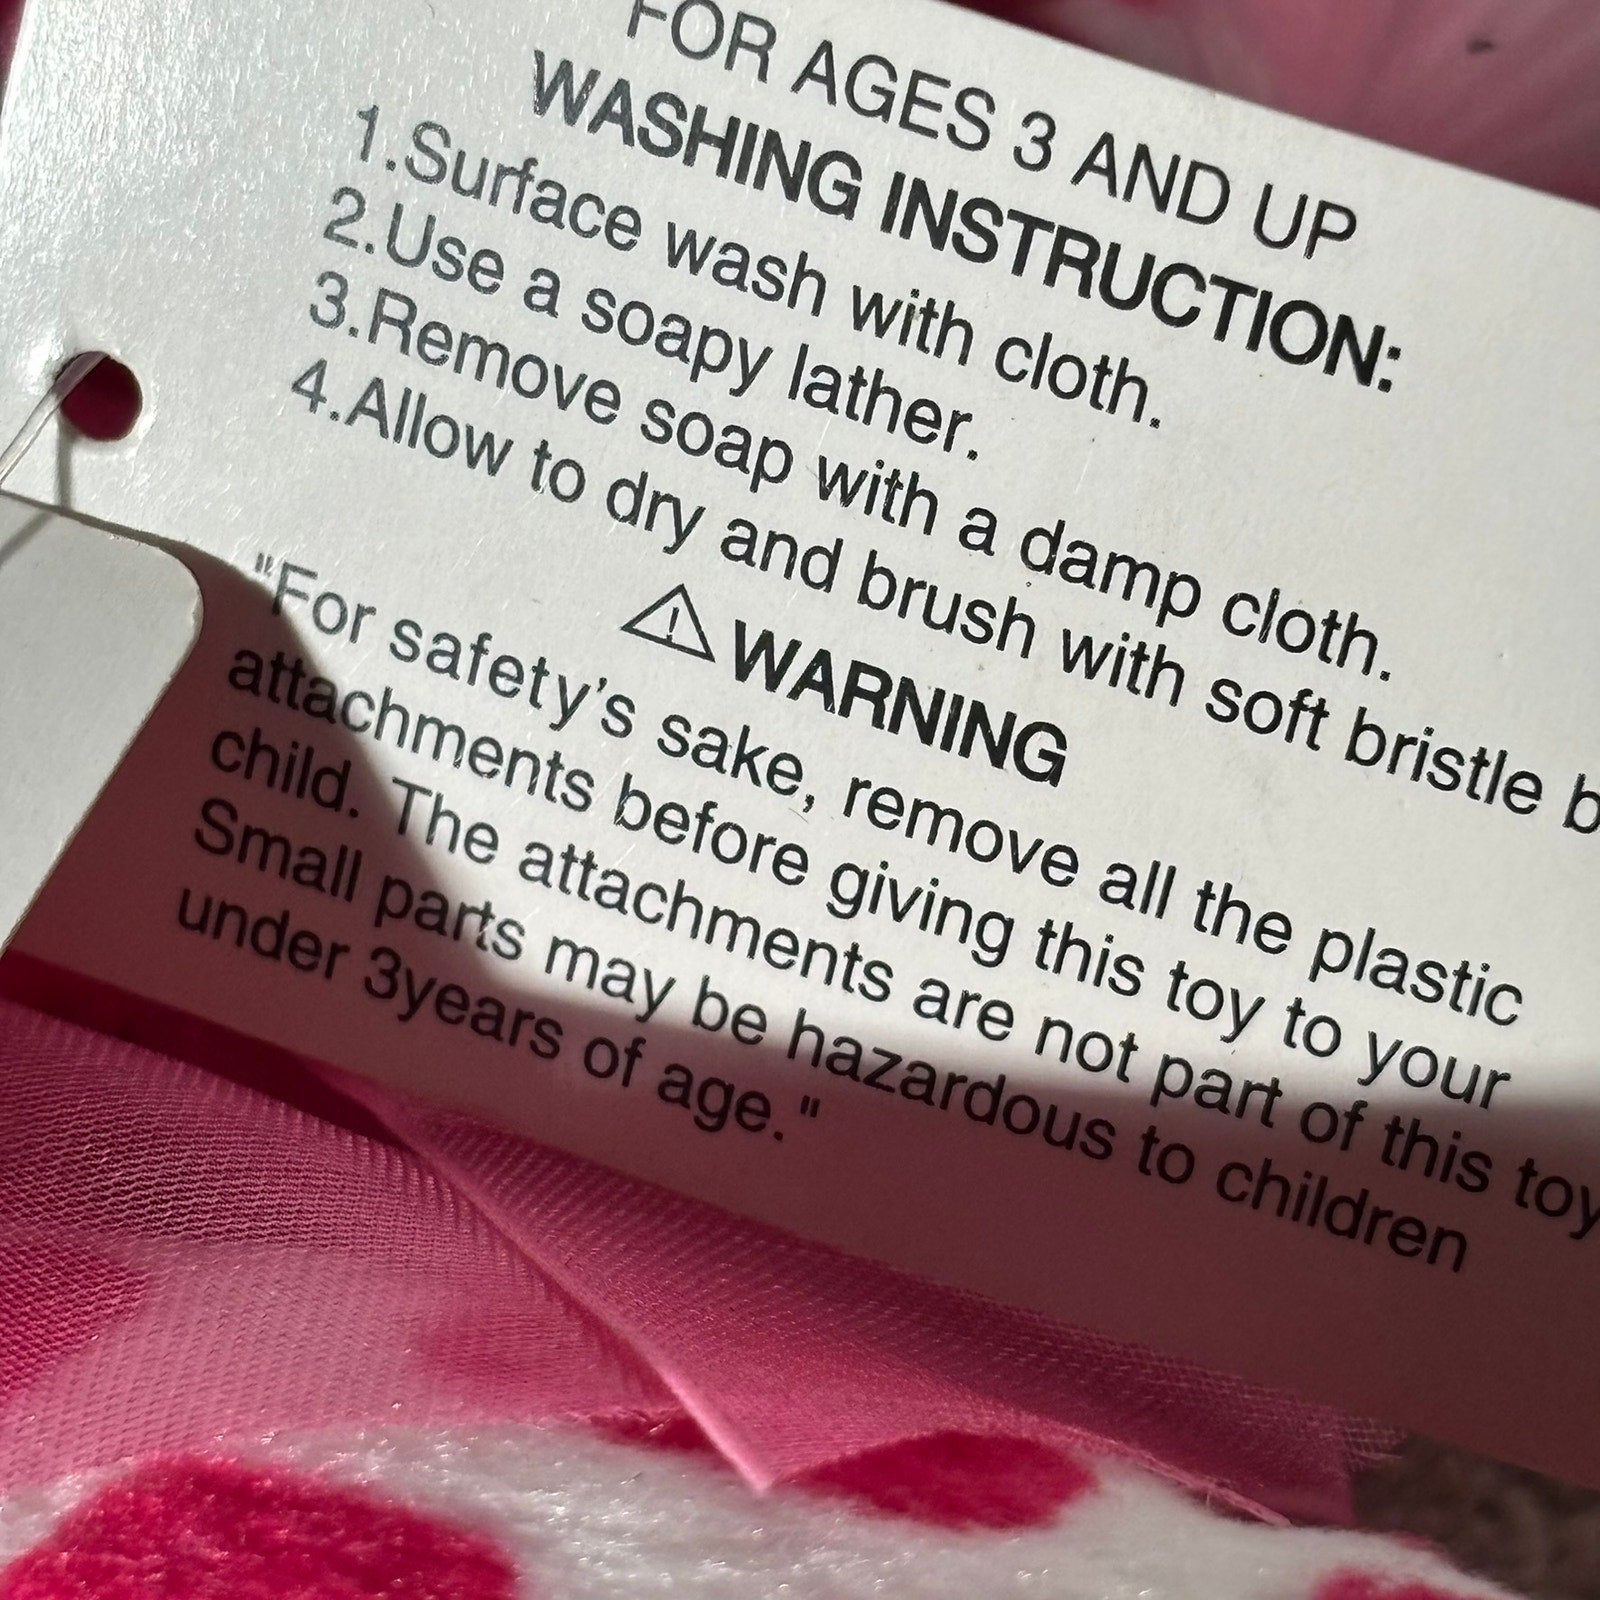 FOR AGES 3 AND UP
WASHING INSTRUCTION:
1.Surface wash with cloth.
2.Use a soapy lather.
3.Remove soap with a damp cloth.
4.Allow to dry and brush with soft bristle
WARNING
"For safety's sake, remove all the plastic
attachments before giving this toy to your
child. The attachments are not part of this toy
Small parts may be hazardous to children
under 3years of age."